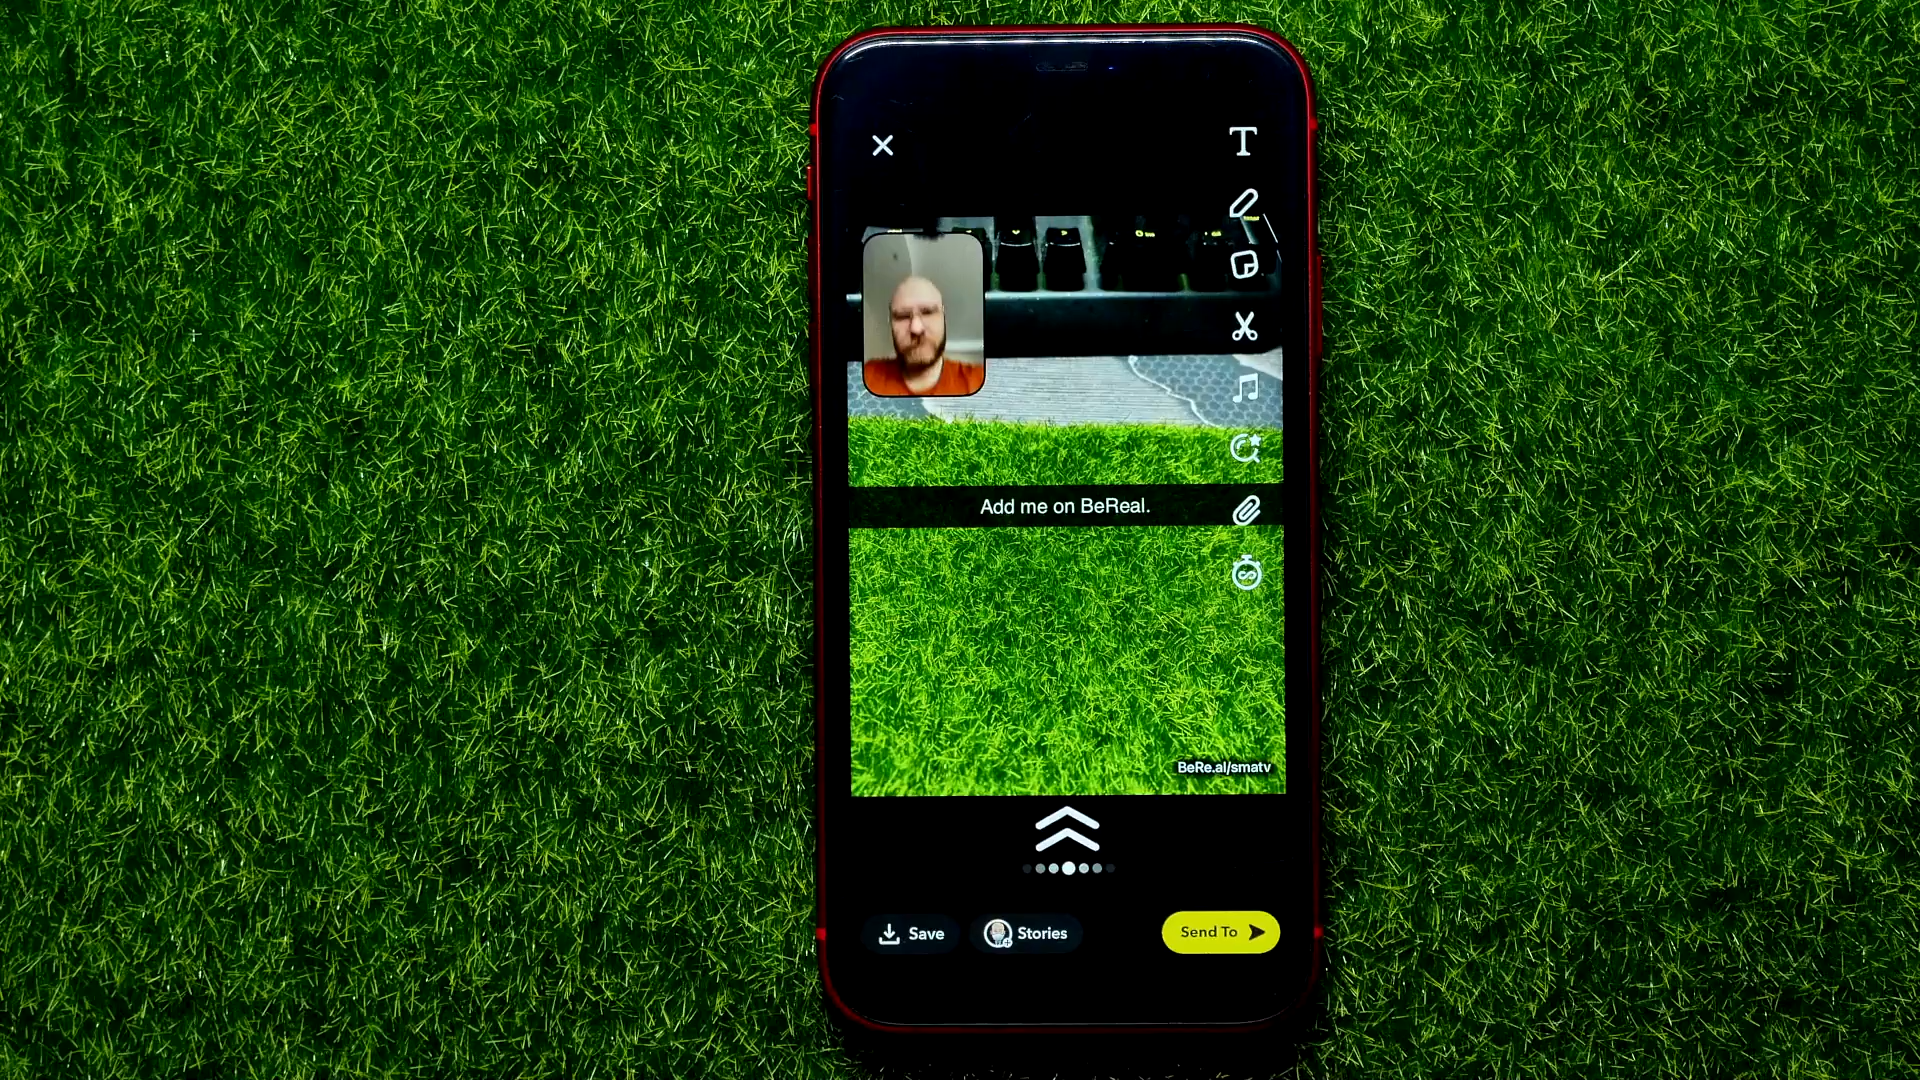 T
Add me on BeReal.
BeRe.al/smatv
Save
Stories
Send To